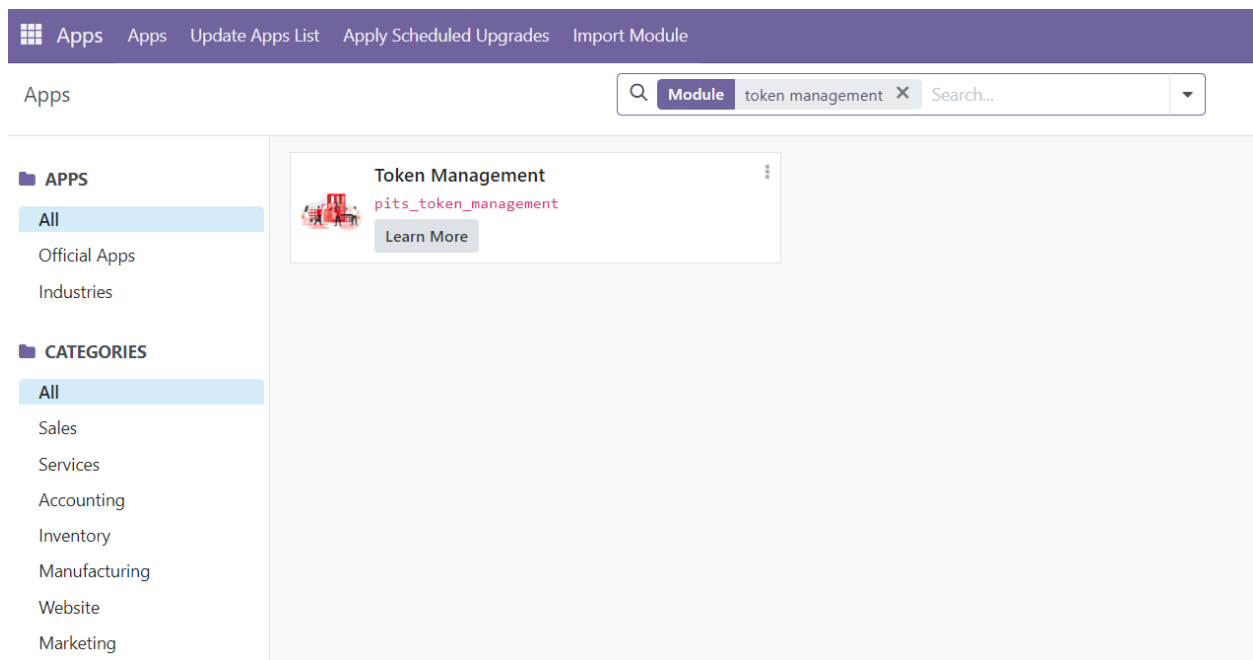 Apps Apps Update Apps List Apply Scheduled Upgrades Import Module
Apps
Module token management Search...
APPS
All
Official Apps
Industries
CATEGORIES
All
Sales
Services
Accounting
Inventory
Manufacturing
Website
Marketing
Token Management
pits_token_management
Learn More